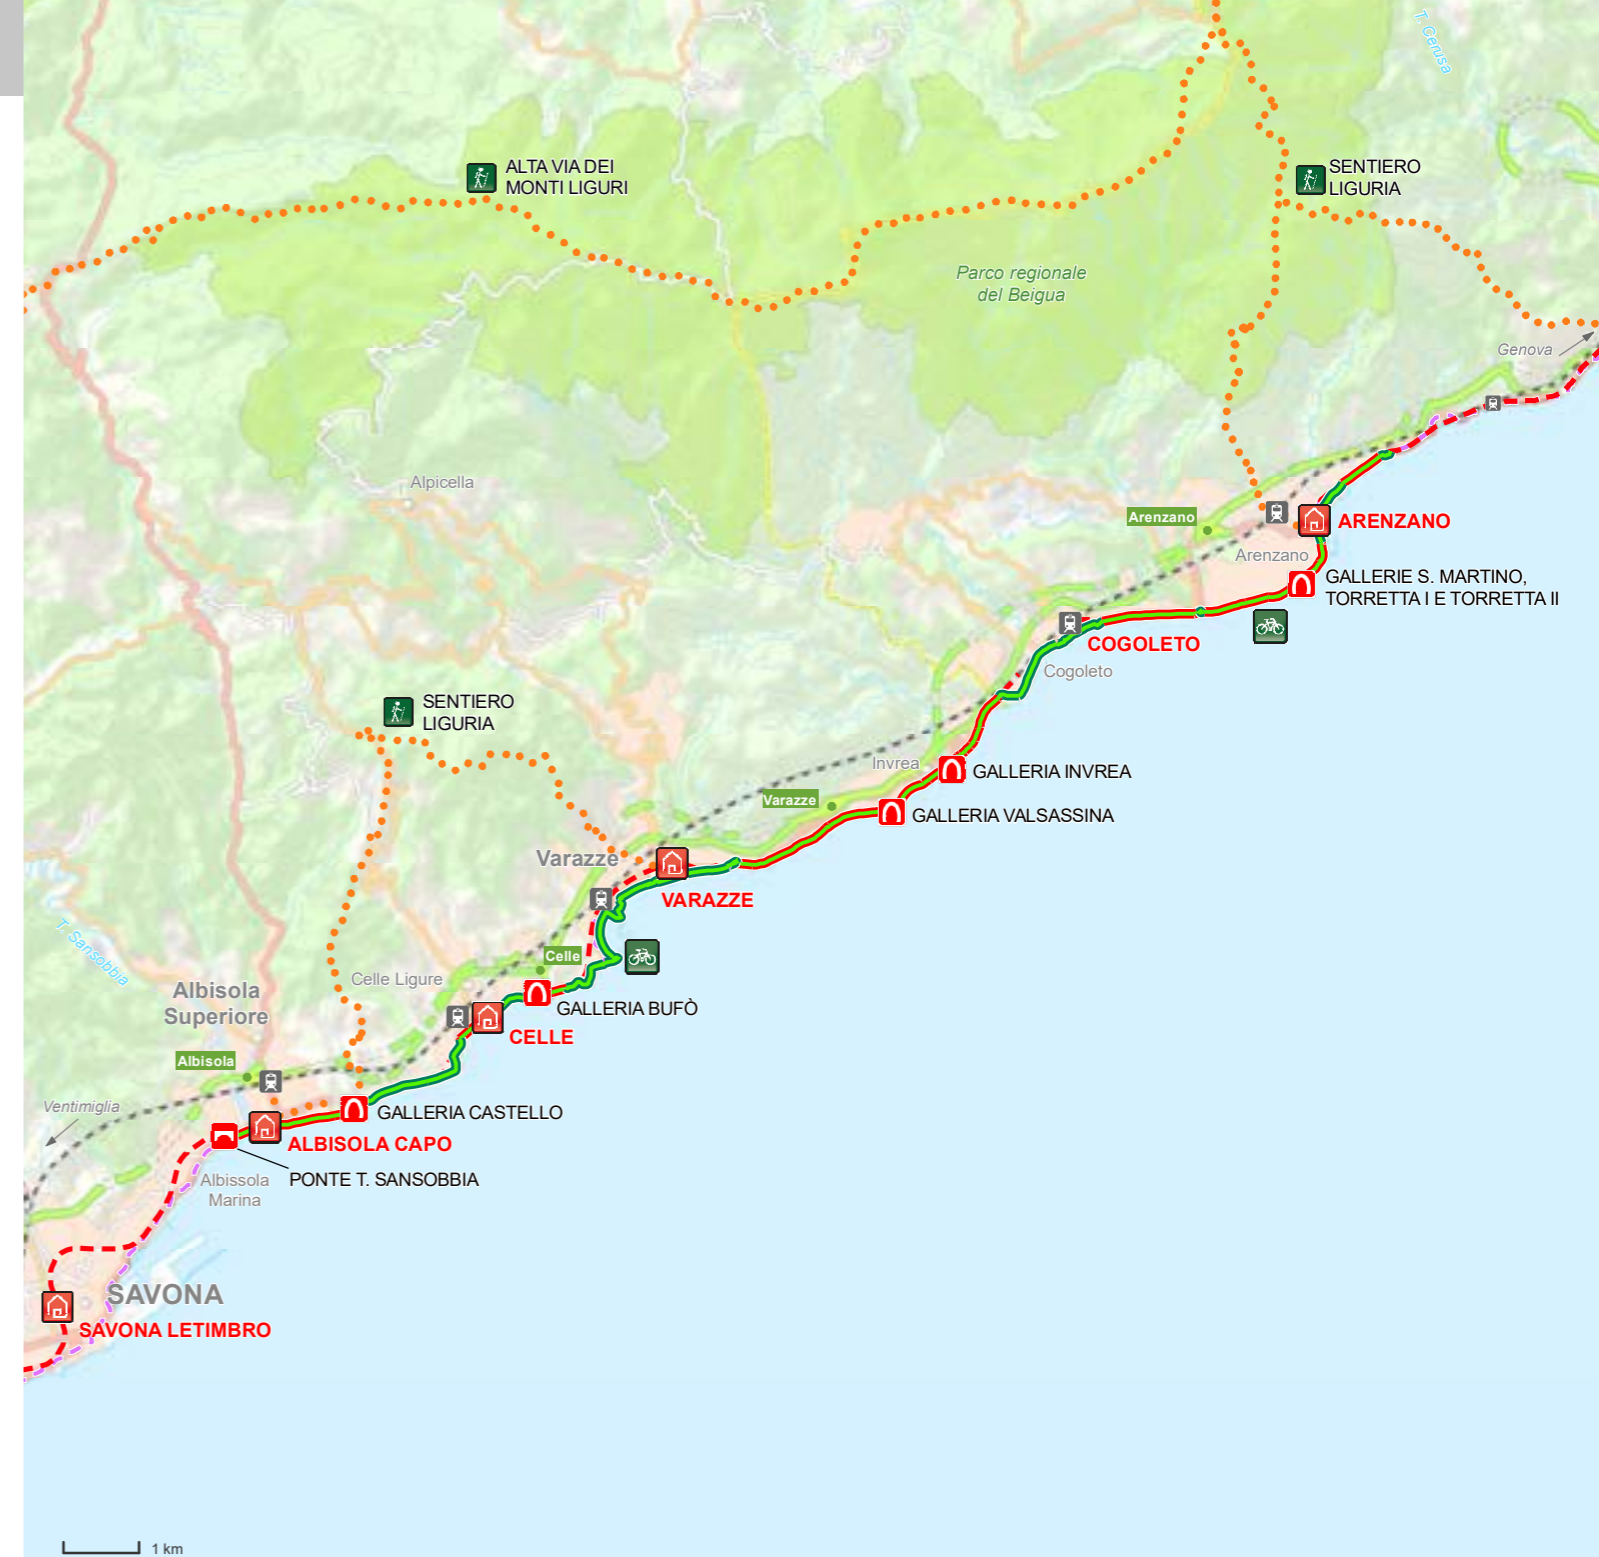 T. Cerusa
ALTA VIA DEI
MONTI LIGURI
SENTIERO
LIGURIA
Parco regionale
del Beigua
Genova
Alpicella
Arenzano
ARENZANO
Arenzano
GALLERIE S. MARTINO,
TORRETTA I E TORRETTA II
COGOLETO
Cogoleto
SENTIERO
LIGURIA
Invrea
GALLERIA INVREA
Varazze
GALLERIA VALSASSINA
Varazze
VARAZZE
T. Sansobbia
Celle
Celle Ligure
Albisola
Superiore
GALLERIA BUFÒ
CELLE
Albisola
Ventimiglia
GALLERIA CASTELLO
ALBISOLA CAPO
PONTE T. SANSOBBIA
Albissola
Marina
SAVONA
SAVONA LETIMBRO
1 km